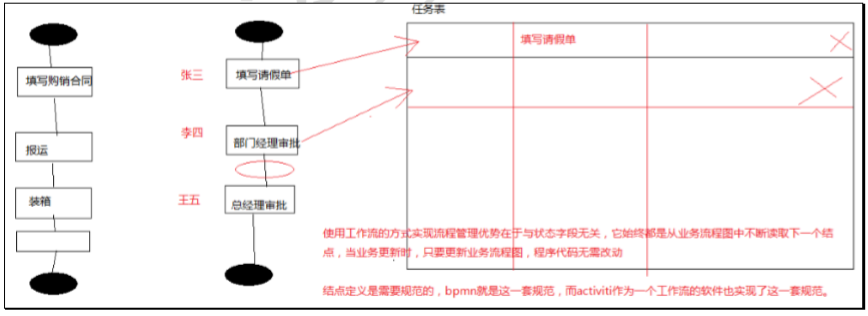 任务表
填写购销合同
报运
装箱
张三
填写请假单
李四
部门经理审批
王五
总经理审批
填写请假单
使用工作流的方式实现流程管理优势在于与状态字段无关，它始终都是从业务流程图中不断读取下一个结
点，当业务更新时，只要更新业务流程图，程序代码无需改动
结点定义是需要规范的，bpmn就是这一套规范，而activiti作为一个工作流的软件也实现了这一套规范。